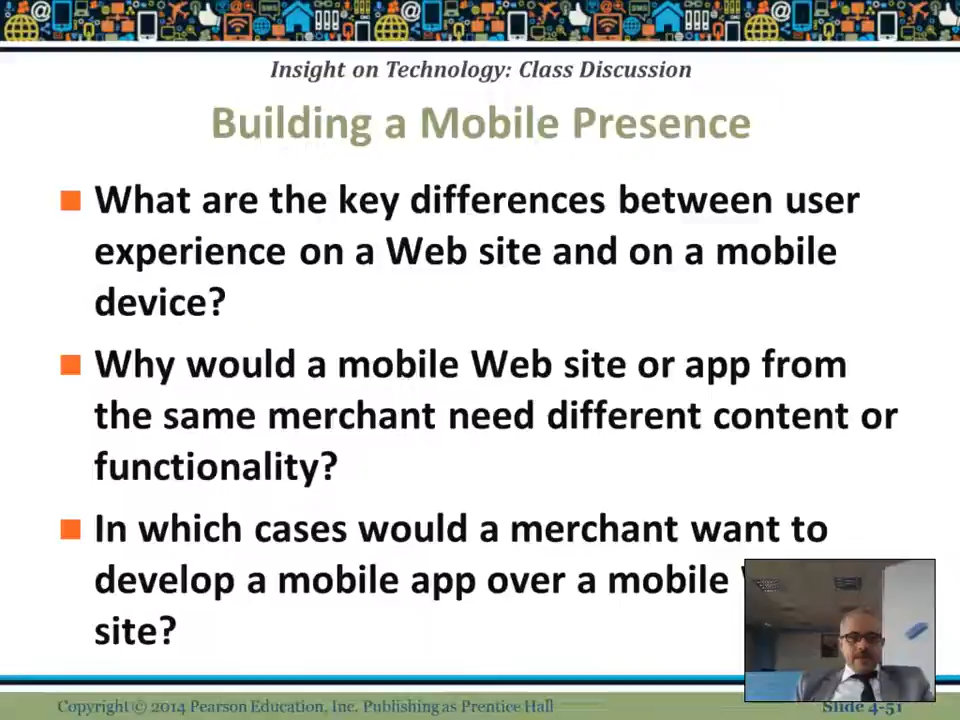 Insight on Technology: Class Discussion
Building a Mobile Presence
What are the key differences between user
experience on a Web site and on a mobile
device?
Why would a mobile Web site or app from
the same merchant need different content or
functionality?
In which cases would a merchant want to
develop a mobile app over a mobile
site?
Copyright © 2014 Pearson Education, Inc. Publishing as Prentice Hall
Slide 4-51